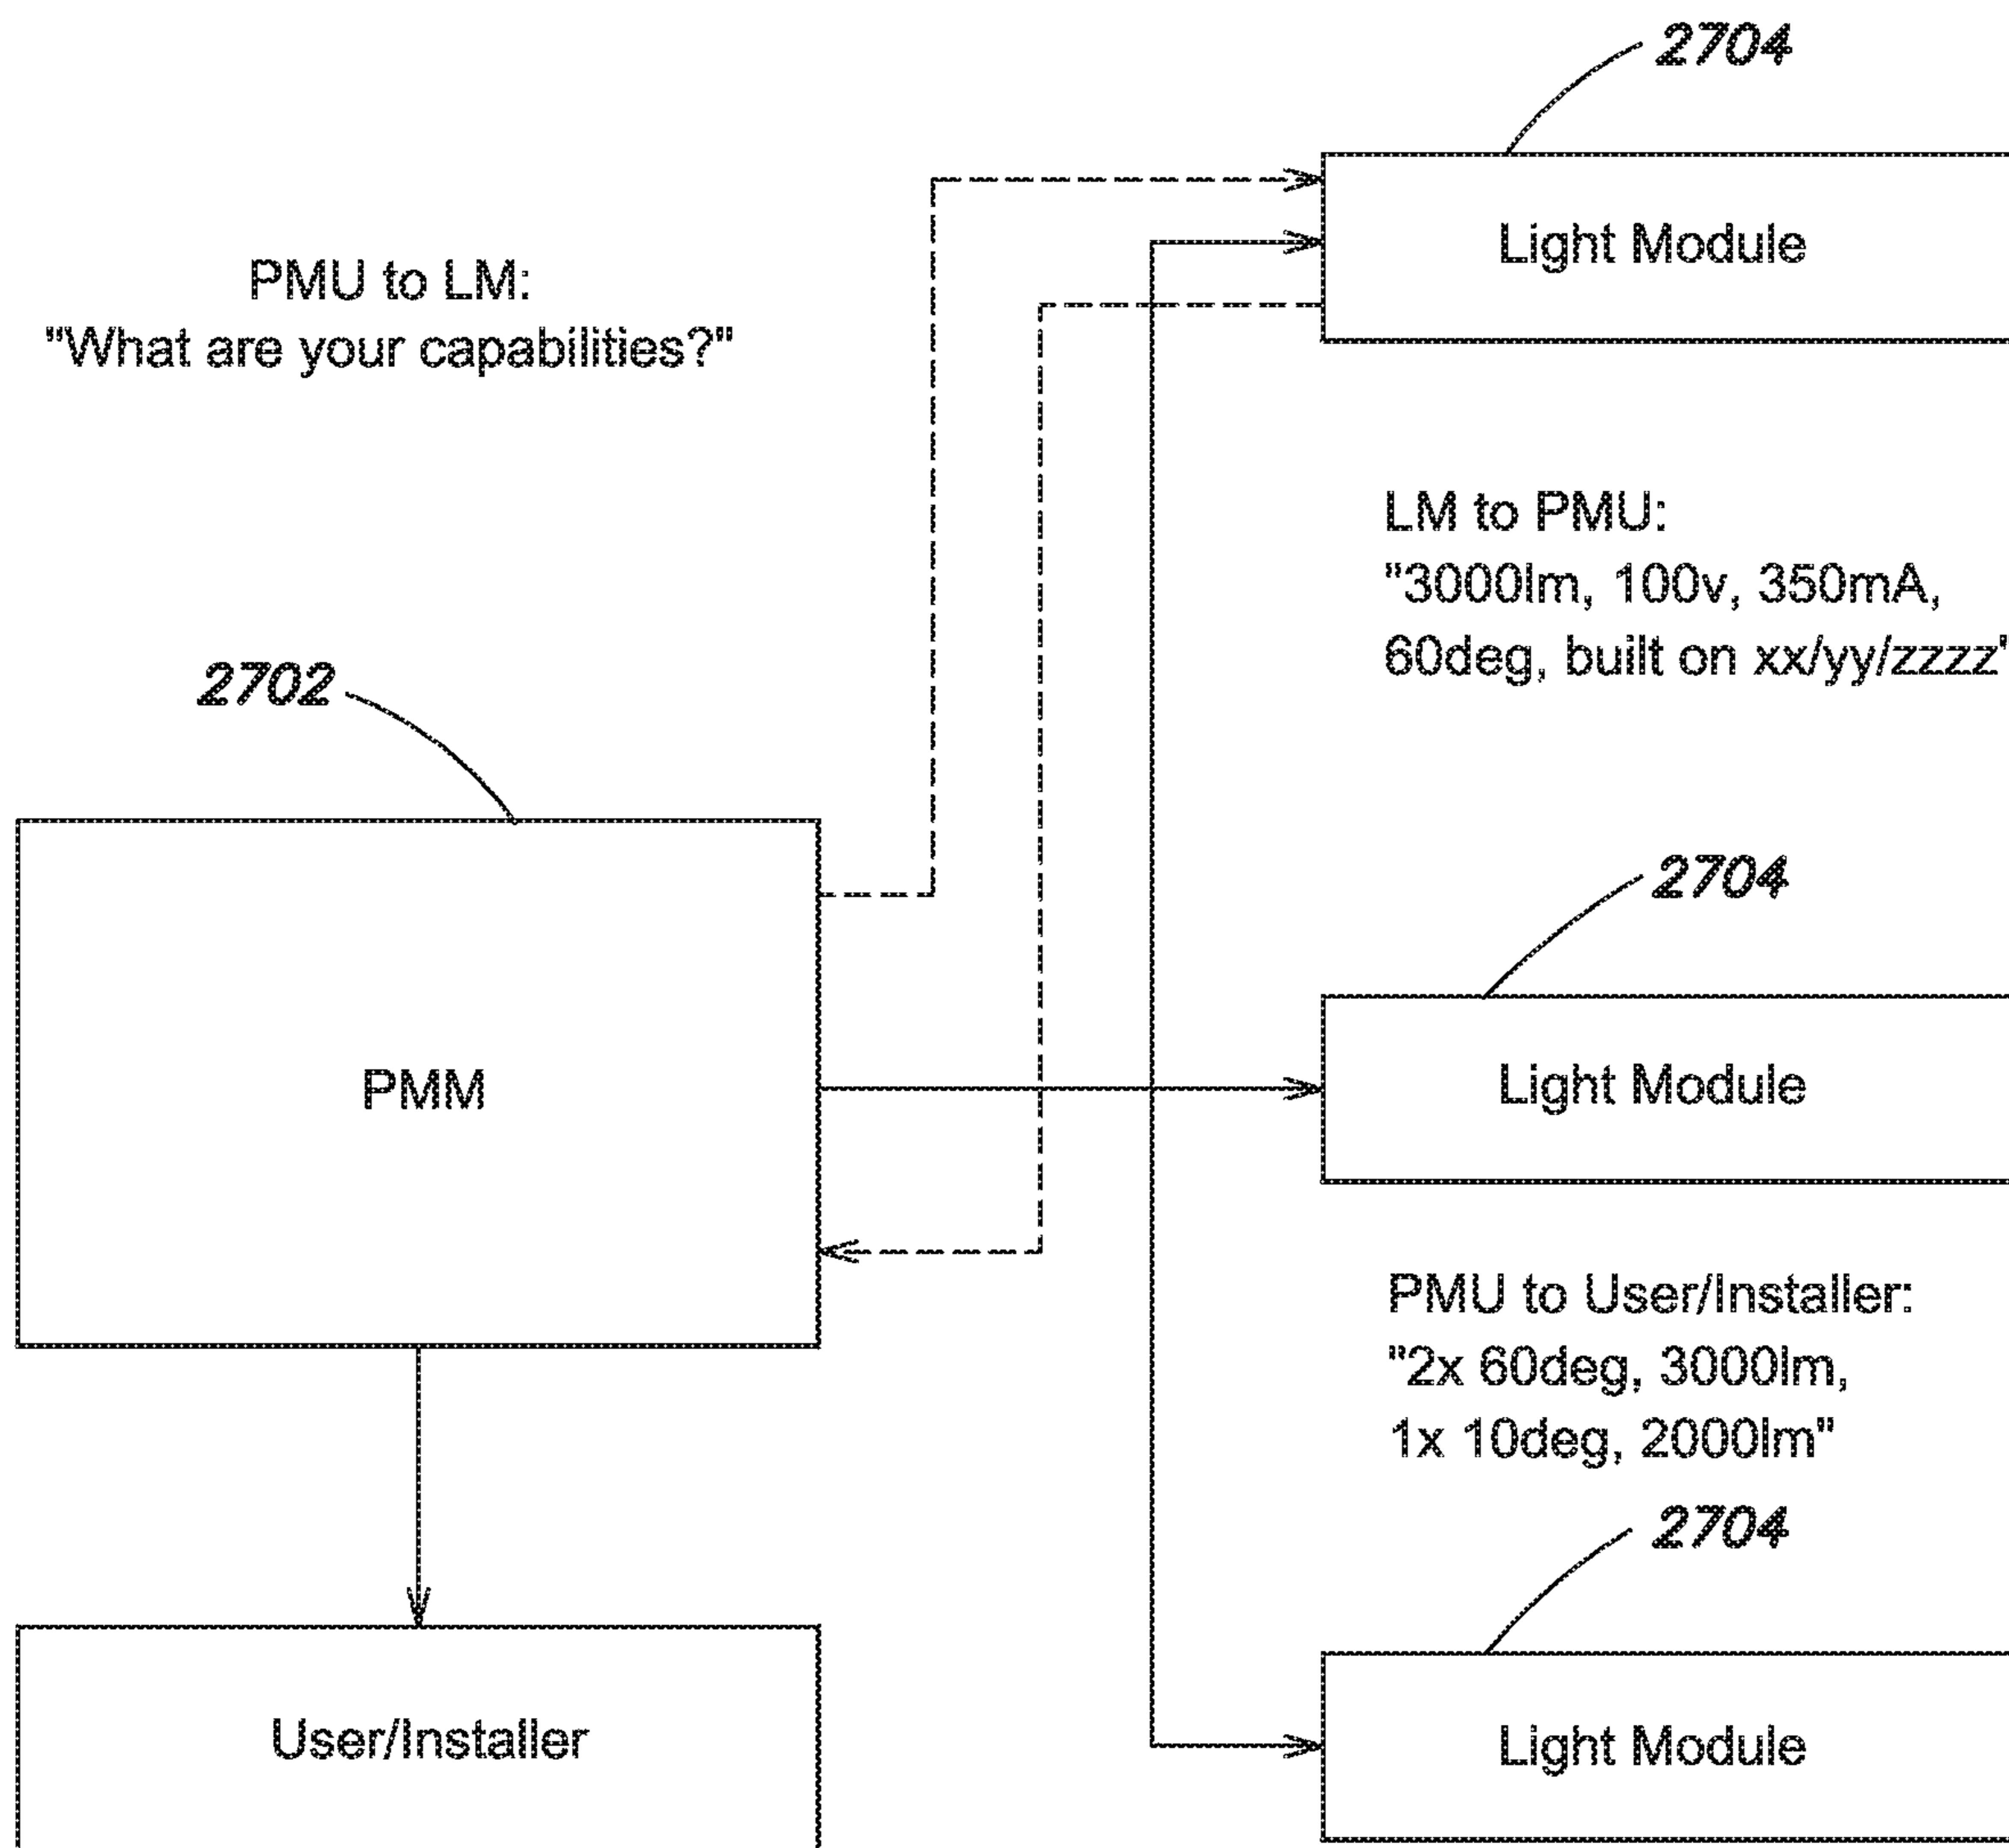 2704
Light Module
PMU to LM:
"What are your capabilities?"
LM to PMU:
"3000lm, 100v, 350mA,
60deg, built on xx/yy/zzzz"
2702
2704
PMM
Light Module
PMU to User/Installer:
"2x 60deg, 3000lm,
1x 10deg, 2000lm"
2704
User/Installer
Light Module